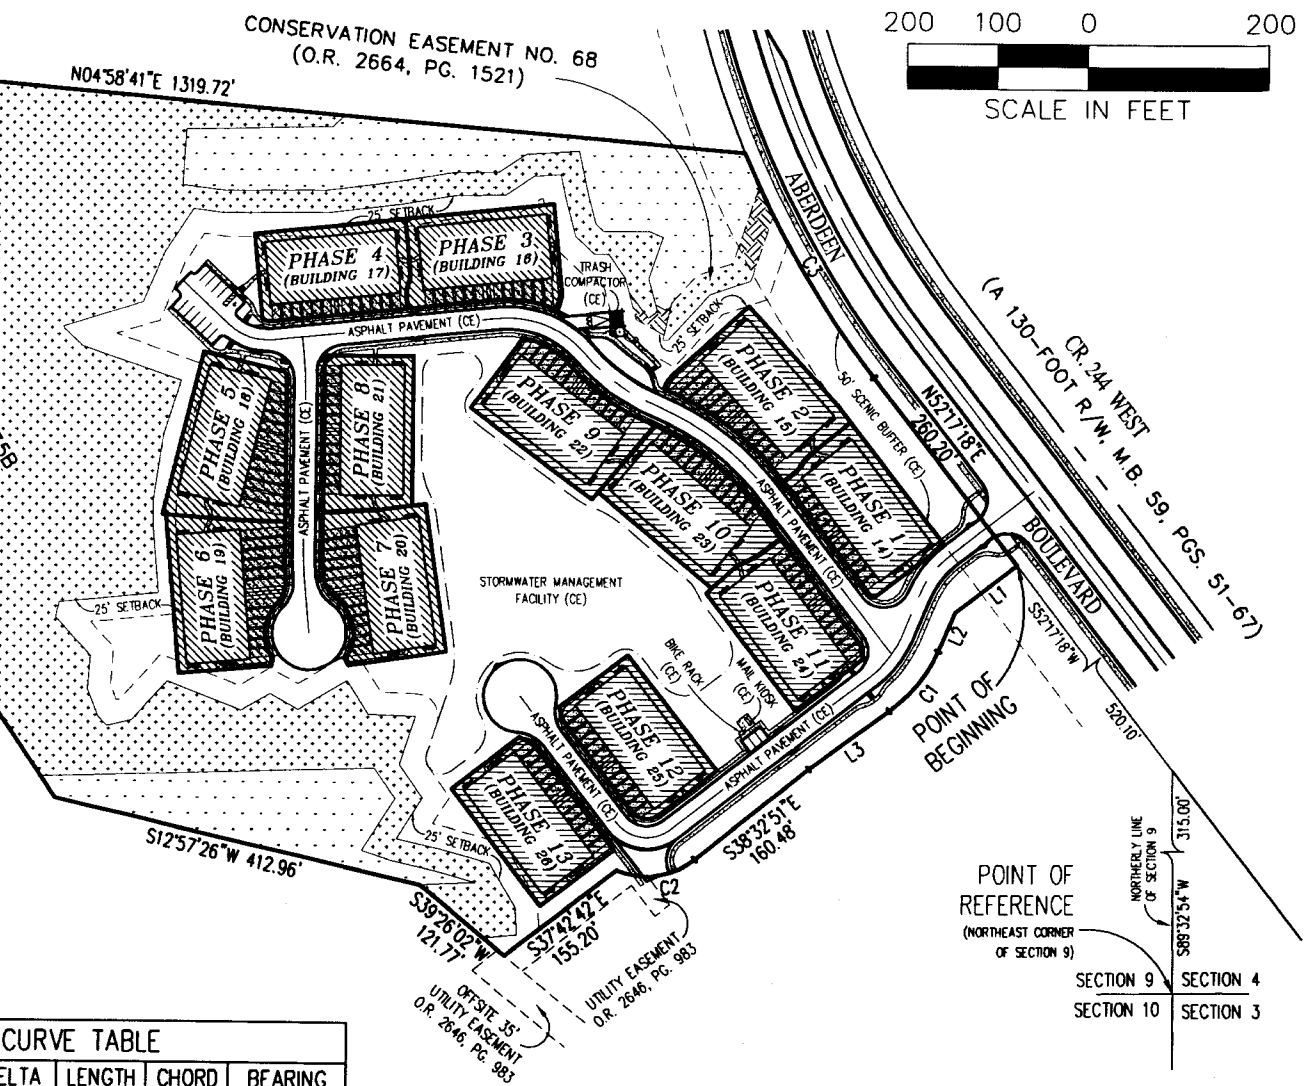 CONSERVATION EASEMENT NO. 68
(O.R. 2664, PG. 1521)
200 100 0 200
SCALE IN FEET
N04°58'41"E 1319.72'
25' SETBACK
PHASE 4
(BUILDING 17)
PHASE 3
(BUILDING 16)
TRASH
COMPACTOR
(CE)
ASPHALT PAVEMENT (CE)
25' SETBACK
ABERDEEN
C3
CR 244 WEST
(A 130-FOOT R/W, M.B. 59, PGS. 51-67)
PHASE 5
(BUILDING 18)
PHASE 8
(BUILDING 21)
PHASE 9
(BUILDING 22)
PHASE 2
(BUILDING 15)
50' SCENIC BUFFER (CE)
N52°17'18"E
260.20'
75B
ASPHALT PAVEMENT (CE)
ASPHALT PAVEMENT (CE)
PHASE 10
(BUILDING 23)
PHASE 1
(BUILDING 14)
BOULEVARD
PHASE 6
(BUILDING 19)
PHASE 7
(BUILDING 20)
25' SETBACK
STORMWATER MANAGEMENT
FACILITY (CE)
PHASE 11
(BUILDING 24)
L1
L2
S52°17'18"W
520.10'
BIKE RACK
(CE)
MAIL KIOSK
(CE)
C1
POINT OF
BEGINNING
ASPHALT PAVEMENT (CE)
PHASE 12
(BUILDING 25)
ASPHALT PAVEMENT (CE)
L3
PHASE 13
(BUILDING 26)
25' SETBACK
S38°32'51"E
160.48'
S12°57'26"W 412.96'
C2
S39°26'02"W
121.77'
S37°42'42"E
155.20'
UTILITY EASEMENT
O.R. 2646, PG. 983
OFFSITE 35'
UTILITY EASEMENT
O.R. 2646, PG. 983
POINT OF
REFERENCE
(NORTHEAST CORNER
OF SECTION 9)
NORTHERLY LINE
OF SECTION 9
S89°32'54"W 315.00'
SECTION 9 SECTION 4
SECTION 10 SECTION 3
CURVE TABLE
ELTA LENGTH CHORD BEARING